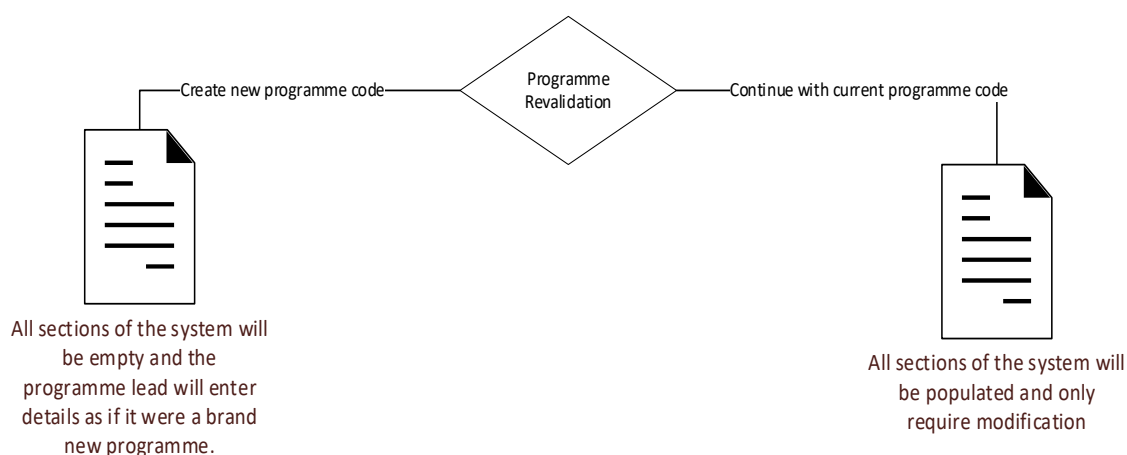 Programme
Revalidation
Create new programme code
Continue with current programme code
All sections of the system will
be empty and the
programme lead will enter
details as if it were a brand
new programme.
All sections of the system will
be populated and only
require modification